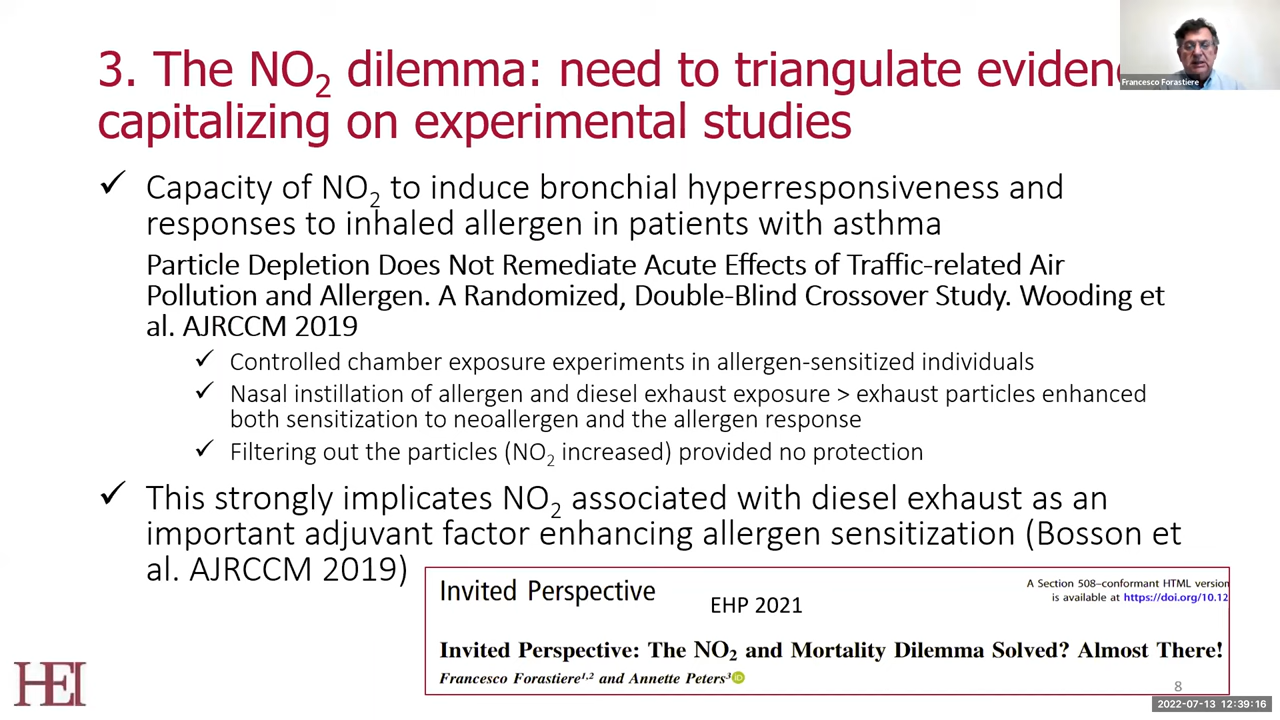 3. The NO2 dilemma: need to triangulate eviden
capitalizing on experimental studies
Francesco Forastiere
✓ Capacity of NO2 to induce bronchial hyperresponsiveness and
responses to inhaled allergen in patients with asthma
Particle Depletion Does Not Remediate Acute Effects of Traffic-related Air
Pollution and Allergen. A Randomized, Double-Blind Crossover Study. Wooding et
al. AJRCCM 2019
✓ Controlled chamber exposure experiments in allergen-sensitized individuals
✓ Nasal instillation of allergen and diesel exhaust exposure > exhaust particles enhanced
both sensitization to neoallergen and the allergen response
✓ Filtering out the particles (NO2 increased) provided no protection
✓ This strongly implicates NO2 associated with diesel exhaust as an
important adjuvant factor enhancing allergen sensitization (Bosson et
al. AJRCCM 2019)
Invited Perspective
EHP 2021
A Section 508–conformant HTML version
is available at https://doi.org/10.12
Invited Perspective: The NO2 and Mortality Dilemma Solved? Almost There!
Francesco Forastiere1,2 and Annette Peters3 iD
HEI
8
2022-07-13 12:39:16